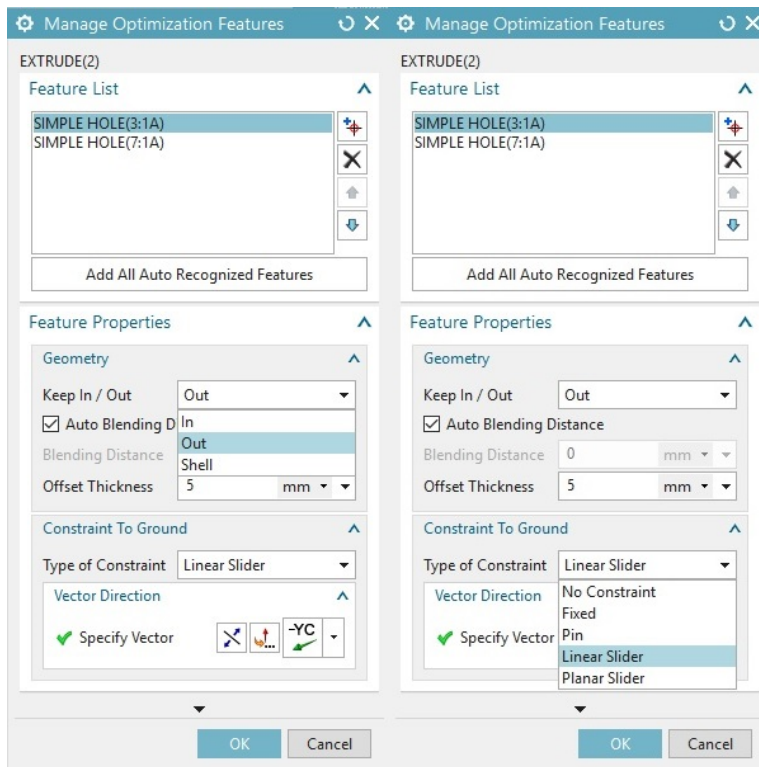 Manage Optimization Features
EXTRUDE(2)
Feature List
SIMPLE HOLE(3:1A)
SIMPLE HOLE(7:1A)
Add All Auto Recognized Features
Feature Properties
Geometry
Keep In / Out Out
Auto Blending D In
Out
Blending Distance
Shell
Offset Thickness 5 mm
Constraint To Ground
Type of Constraint Linear Slider
Vector Direction
Specify Vector -YC
OK Cancel
Manage Optimization Features
EXTRUDE(2)
Feature List
SIMPLE HOLE(3:1A)
SIMPLE HOLE(7:1A)
Add All Auto Recognized Features
Feature Properties
Geometry
Keep In / Out Out
Auto Blending Distance
Blending Distance 0 mm
Offset Thickness 5 mm
Constraint To Ground
Type of Constraint Linear Slider
Vector Direction
No Constraint
Fixed
Specify Vector
Pin
Linear Slider
Planar Slider
OK Cancel